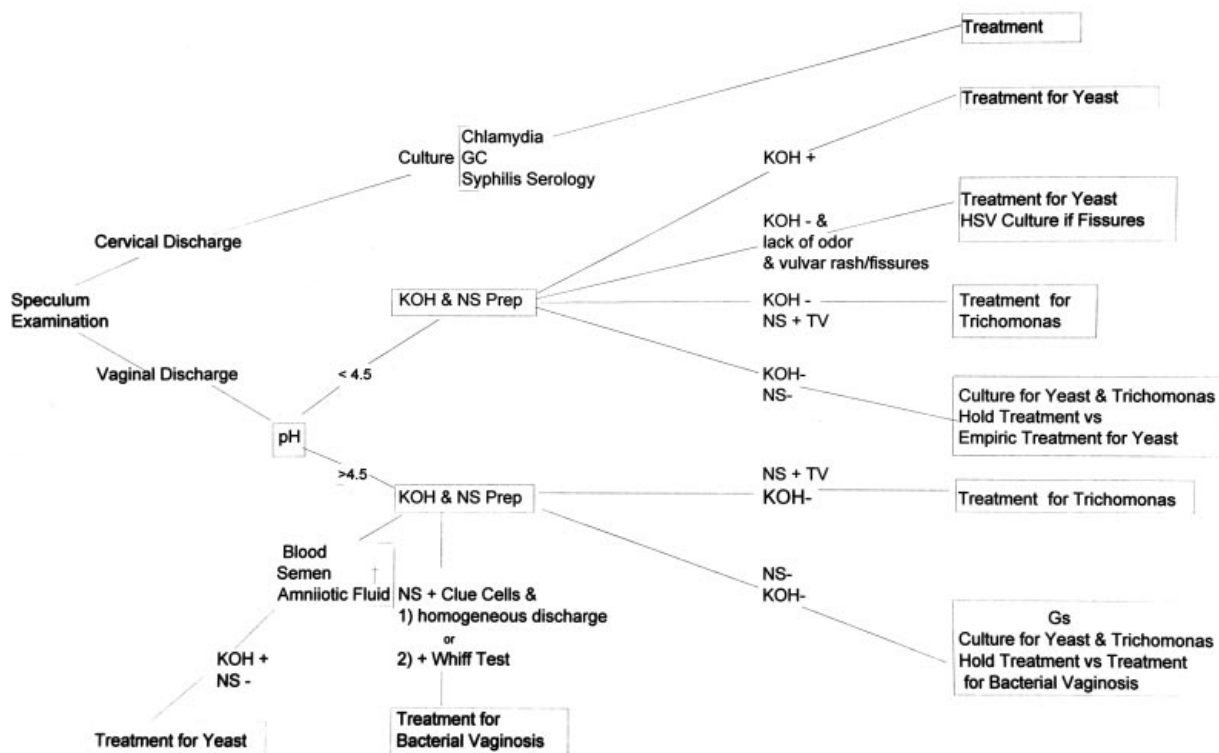 Treatment
Treatment for Yeast
Chlamydia
Culture GC
Syphilis Serology
KOH +
Treatment for Yeast
HSV Culture if Fissures
KOH - &
lack of odor
& vulvar rash/fissures
Cervical Discharge
Speculum
Examination
KOH & NS Prep
KOH -
NS + TV
Treatment for
Trichomonas
Vaginal Discharge
< 4.5
KOH-
NS-
Culture for Yeast & Trichomonas
Hold Treatment vs
Empiric Treatment for Yeast
pH
>4.5
KOH & NS Prep
NS + TV
KOH-
Treatment for Trichomonas
Blood
Semen †
Amniiotic Fluid
NS + Clue Cells &
1) homogeneous discharge
or
2) + Whiff Test
NS-
KOH-
Gs
Culture for Yeast & Trichomonas
Hold Treatment vs Treatment
for Bacterial Vaginosis
KOH +
NS -
Treatment for Yeast
Treatment for
Bacterial Vaginosis